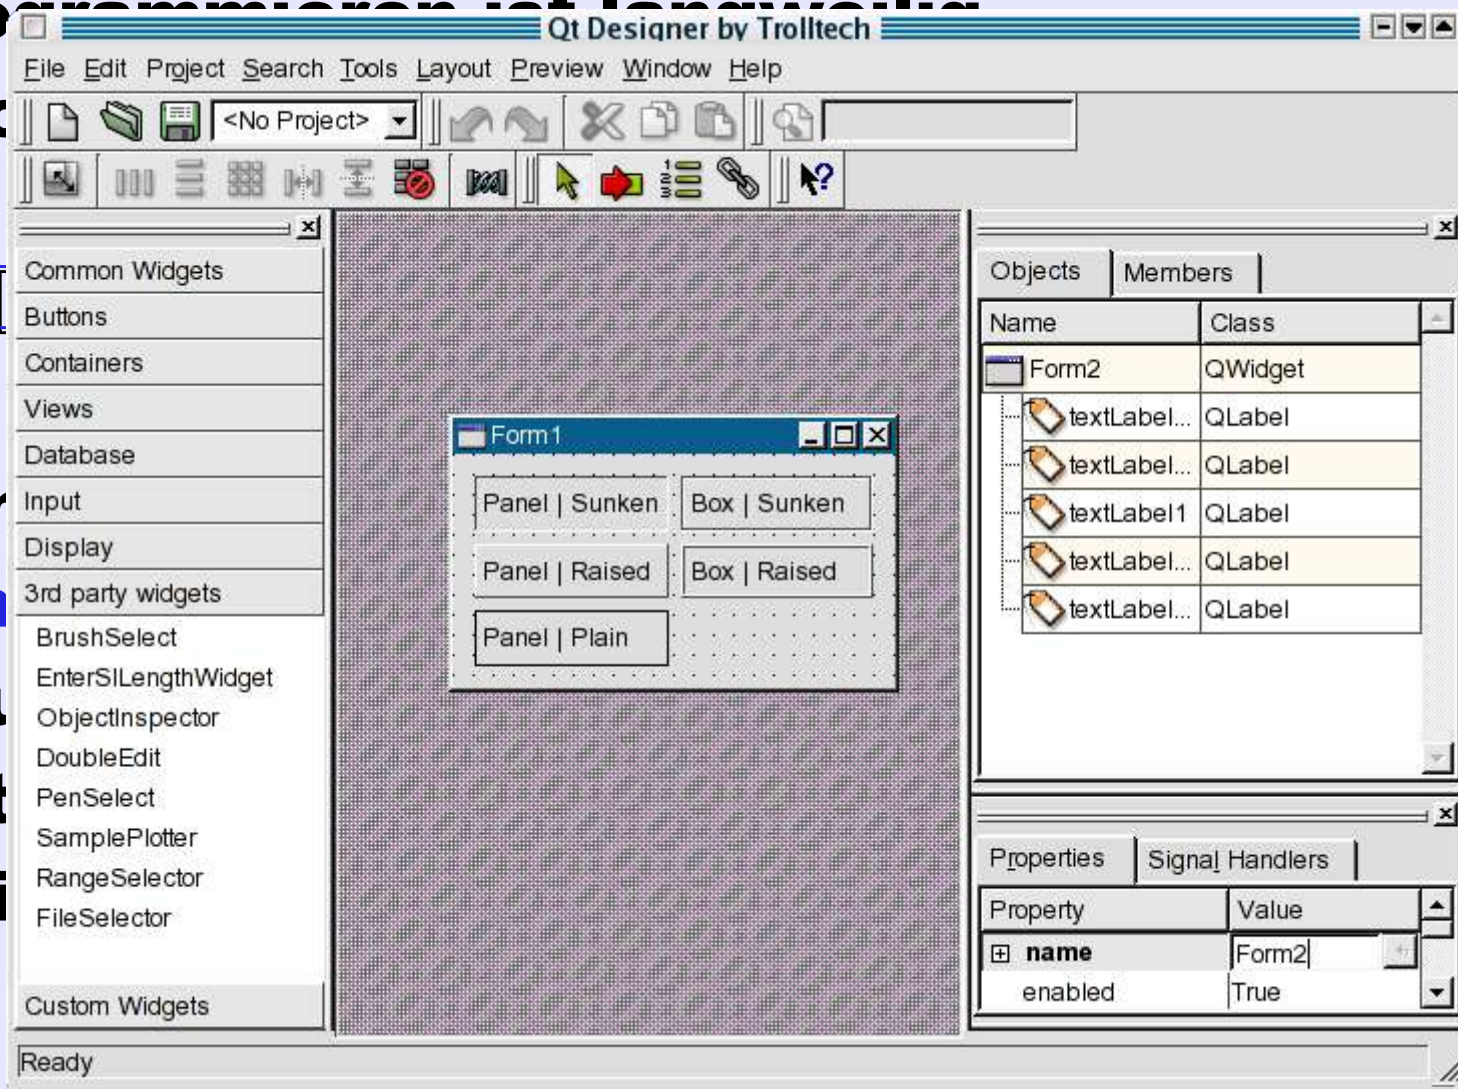 grammieren ist langweilig
Qt Designer by Trolltech
File Edit Project Search Tools Layout Preview Window Help
<No Project>
Common Widgets
Buttons
Containers
Views
Database
Input
Display
3rd party widgets
BrushSelect
EnterSILengthWidget
ObjectInspector
DoubleEdit
PenSelect
SamplePlotter
RangeSelector
FileSelector
Custom Widgets
Form1
Panel | Sunken Box | Sunken
Panel | Raised Box | Raised
Panel | Plain
Objects Members
Name Class
Form2 QWidget
textLabel... QLabel
textLabel... QLabel
textLabel1 QLabel
textLabel... QLabel
textLabel... QLabel
Properties Signal Handlers
Property Value
name Form2
enabled True
Ready